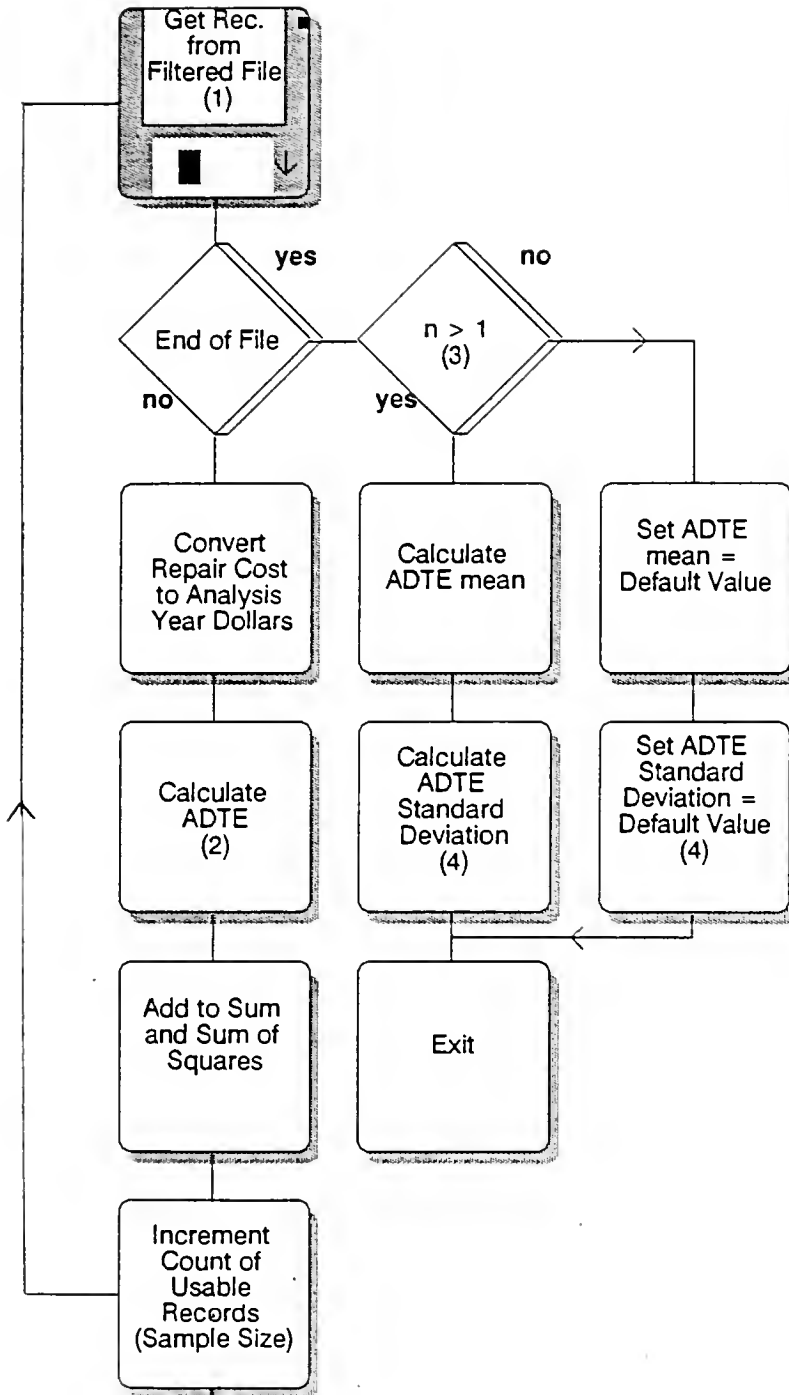 Get Rec.
from
Filtered File
(1)
yes
no
End of File
n > 1
(3)
no
yes
Convert
Repair Cost
to Analysis
Year Dollars
Calculate
ADTE mean
Set ADTE
mean =
Default Value
Calculate
ADTE
(2)
Calculate
ADTE
Standard
Deviation
(4)
Set ADTE
Standard
Deviation =
Default Value
(4)
Add to Sum
and Sum of
Squares
Exit
Increment
Count of
Usable
Records
(Sample Size)